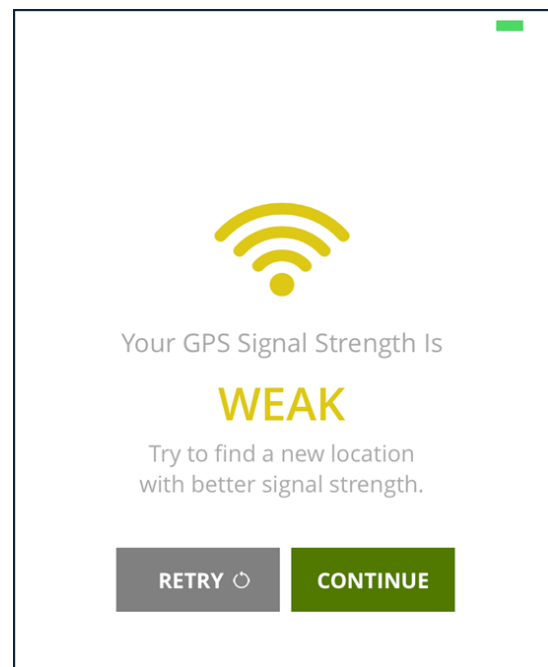 Your GPS Signal Strength Is
WEAK
Try to find a new location
with better signal strength.
RETRY
CONTINUE